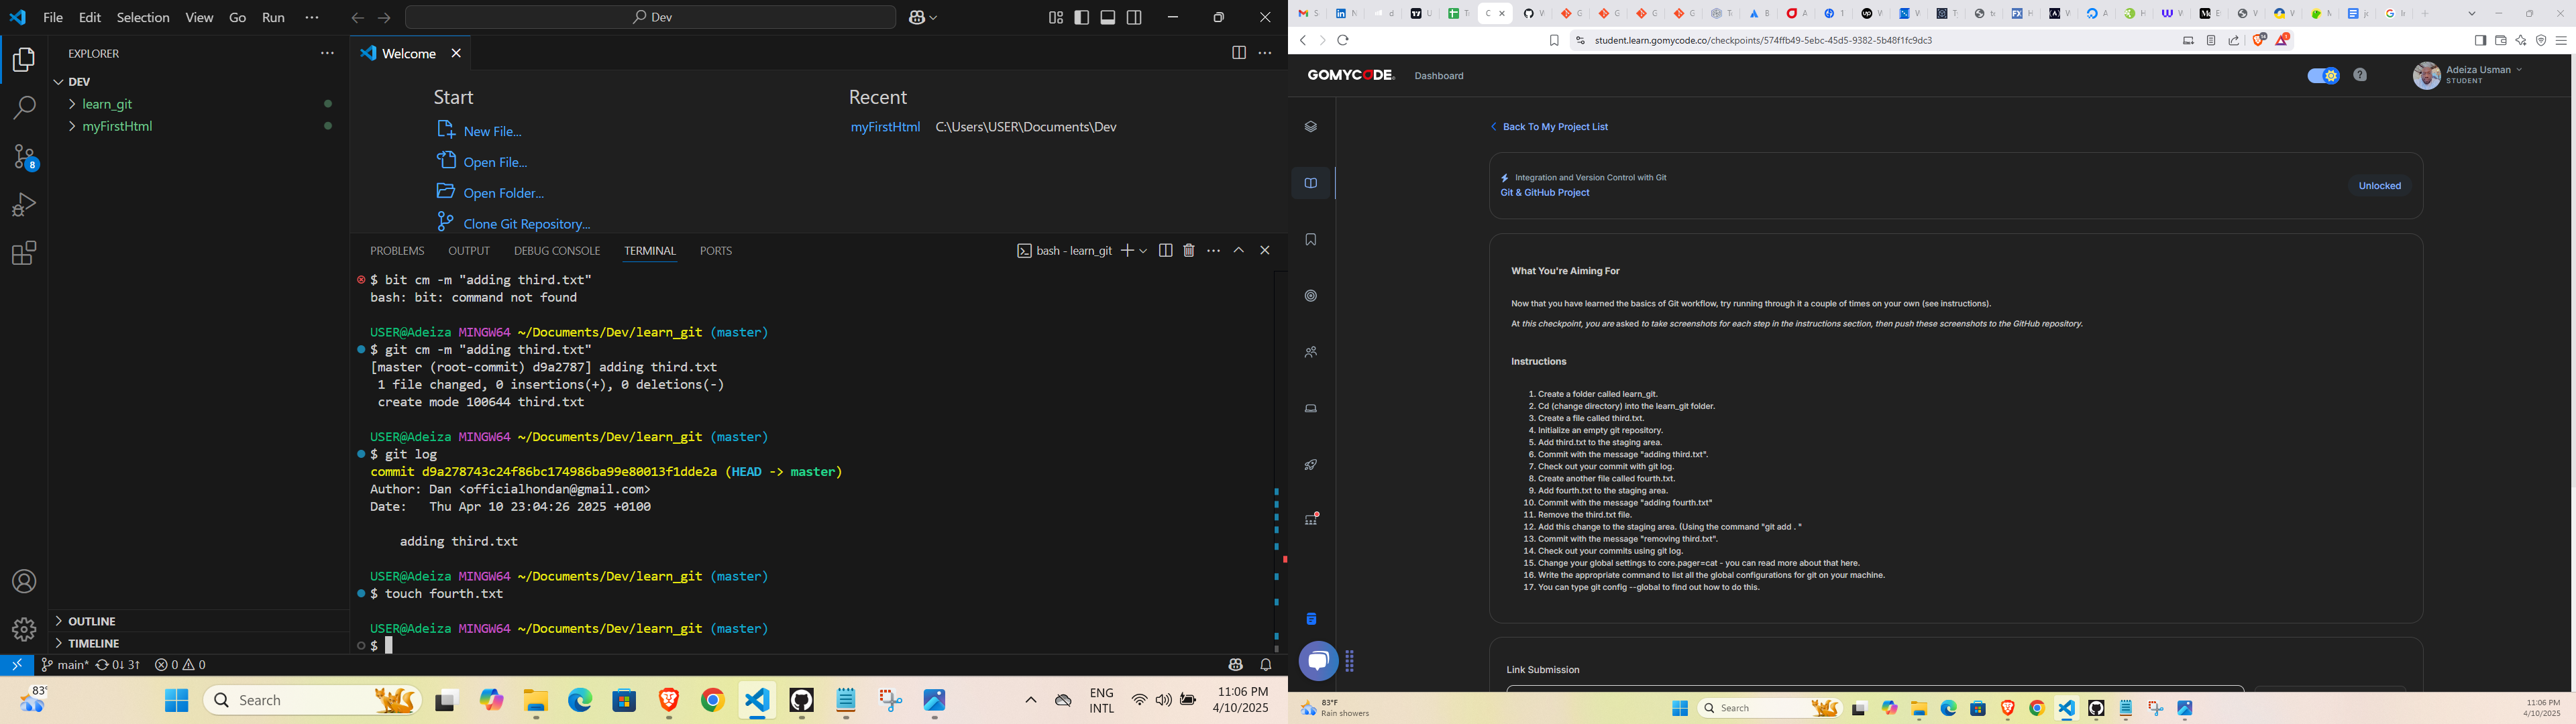 File Edit Selection View Go Run ···
Dev
EXPLORER
DEV
learn_git
myFirstHtml
8
Welcome
Start
New File...
Open File...
Open Folder...
Clone Git Repository...
Recent
myFirstHtml C:\Users\USER\Documents\Dev
PROBLEMS OUTPUT DEBUG CONSOLE TERMINAL PORTS
bash - learn_git
$ bit cm -m "adding third.txt"
bash: bit: command not found
USER@Adeiza MINGW64 ~/Documents/Dev/learn_git (master)
$ git cm -m "adding third.txt"
[master (root-commit) d9a2787] adding third.txt
1 file changed, 0 insertions(+), 0 deletions(-)
create mode 100644 third.txt
USER@Adeiza MINGW64 ~/Documents/Dev/learn_git (master)
$ git log
commit d9a278743c24f86bc174986ba99e80013f1dde2a (HEAD -> master)
Author: Dan <officialhondan@gmail.com>
Date: Thu Apr 10 23:04:26 2025 +0100
adding third.txt
USER@Adeiza MINGW64 ~/Documents/Dev/learn_git (master)
$ touch fourth.txt
USER@Adeiza MINGW64 ~/Documents/Dev/learn_git (master)
$
OUTLINE
TIMELINE
main* 0↓ 3↑ 0 0
83°
Search
ENG
INTL
11:06 PM
4/10/2025
student.learn.gomycode.co/checkpoints/574ffb49-5ebc-45d5-9382-5b48f1fc9dc3
GOMYCODE
Dashboard
Adeiza Usman
STUDENT
Back To My Project List
Integration and Version Control with Git
Git & GitHub Project
Unlocked
What You're Aiming For
Now that you have learned the basics of Git workflow, try running through it a couple of times on your own (see instructions).
At this checkpoint, you are asked to take screenshots for each step in the instructions section, then push these screenshots to the GitHub repository.
Instructions
1. Create a folder called learn_git.
2. Cd (change directory) into the learn_git folder.
3. Create a file called third.txt.
4. Initialize an empty git repository.
5. Add third.txt to the staging area.
6. Commit with the message "adding third.txt".
7. Check out your commit with git log.
8. Create another file called fourth.txt.
9. Add fourth.txt to the staging area.
10. Commit with the message "adding fourth.txt"
11. Remove the third.txt file.
12. Add this change to the staging area. (Using the command "git add . "
13. Commit with the message "removing third.txt".
14. Check out your commits using git log.
15. Change your global settings to core.pager=cat - you can read more about that here.
16. Write the appropriate command to list all the global configurations for git on your machine.
17. You can type git config --global to find out how to do this.
Link Submission
83°F
Rain showers
Search
11:06 PM
4/10/2025